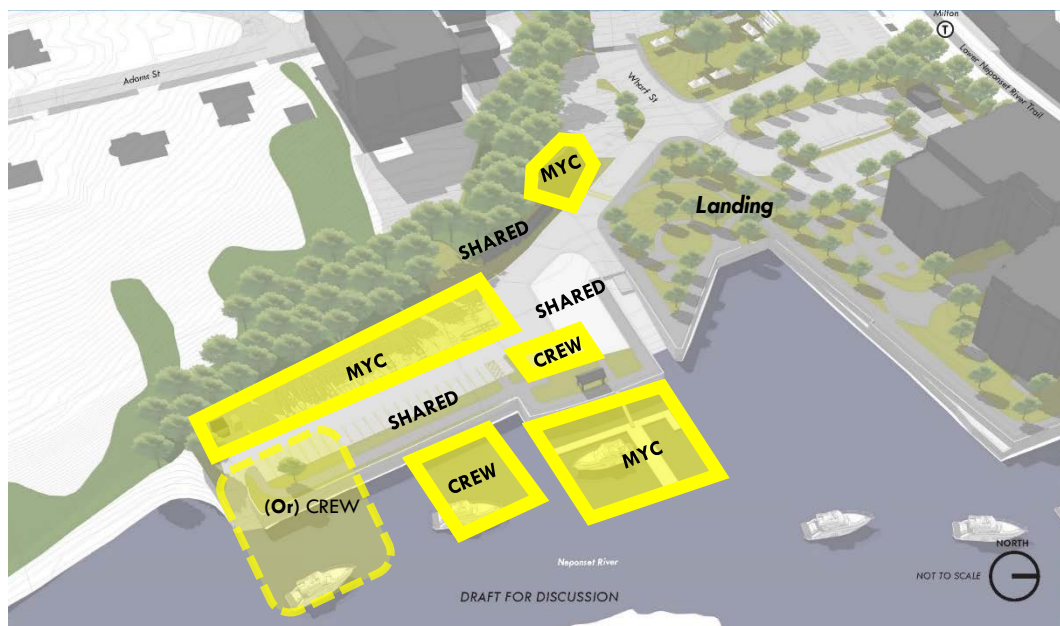 Milton
T
Lower Neponset River Trail
Adams St
Wharf St
MYC
Landing
SHARED
SHARED
CREW
MYC
SHARED
MYC
CREW
(Or) CREW
NORTH
Neponset River
NOT TO SCALE
DRAFT FOR DISCUSSION